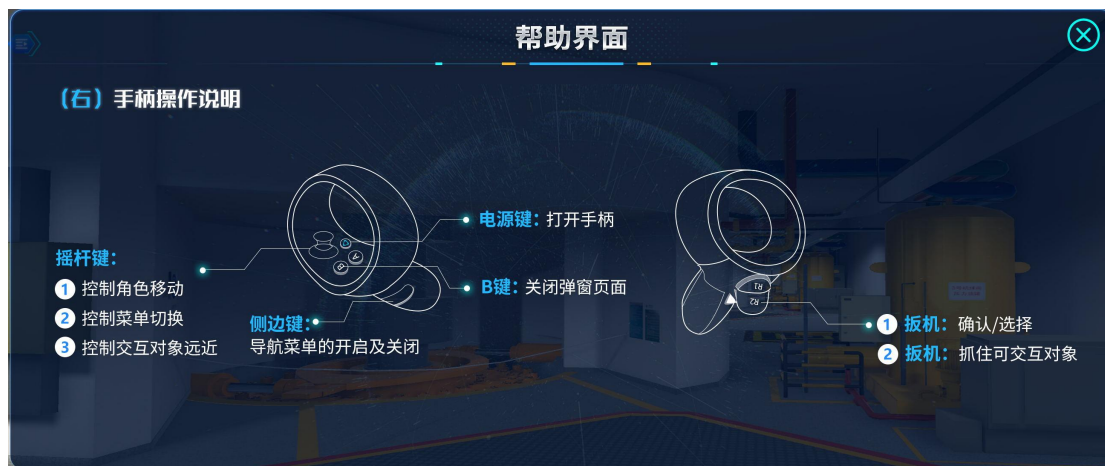 帮助界面
（右）手柄操作说明
电源键：打开手柄
摇杆键：
1 控制角色移动
2 控制菜单切换
3 控制交互对象远近
A
B
B键：关闭弹窗页面
侧边键：
导航菜单的开启及关闭
R1
R2
1 扳机：确认/选择
2 扳机：抓住可交互对象